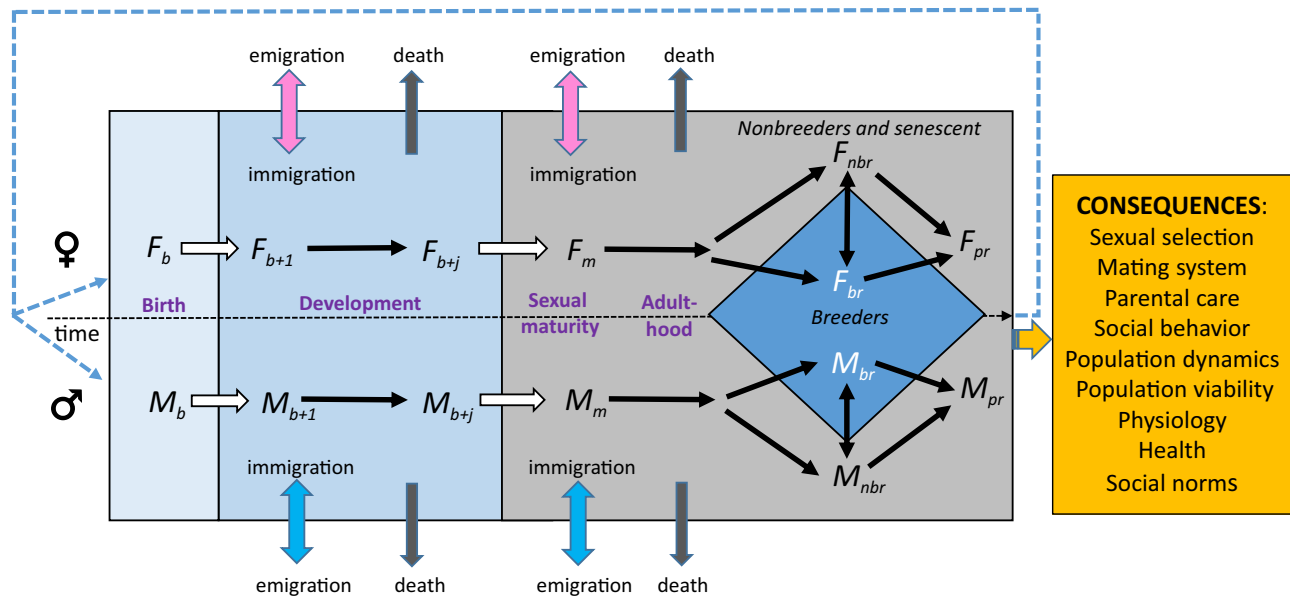 emigration
death
emigration
death
Nonbreeders and senescent
immigration
immigration
F_nbr
♀
F_b
F_b+1
F_b+j
F_m
F_br
F_pr
Birth
Development
Sexual
maturity
Adult-
hood
Breeders
time
♂
M_b
M_b+1
M_b+j
M_m
M_br
M_pr
M_nbr
immigration
immigration
emigration
death
emigration
death
CONSEQUENCES:
Sexual selection
Mating system
Parental care
Social behavior
Population dynamics
Population viability
Physiology
Health
Social norms